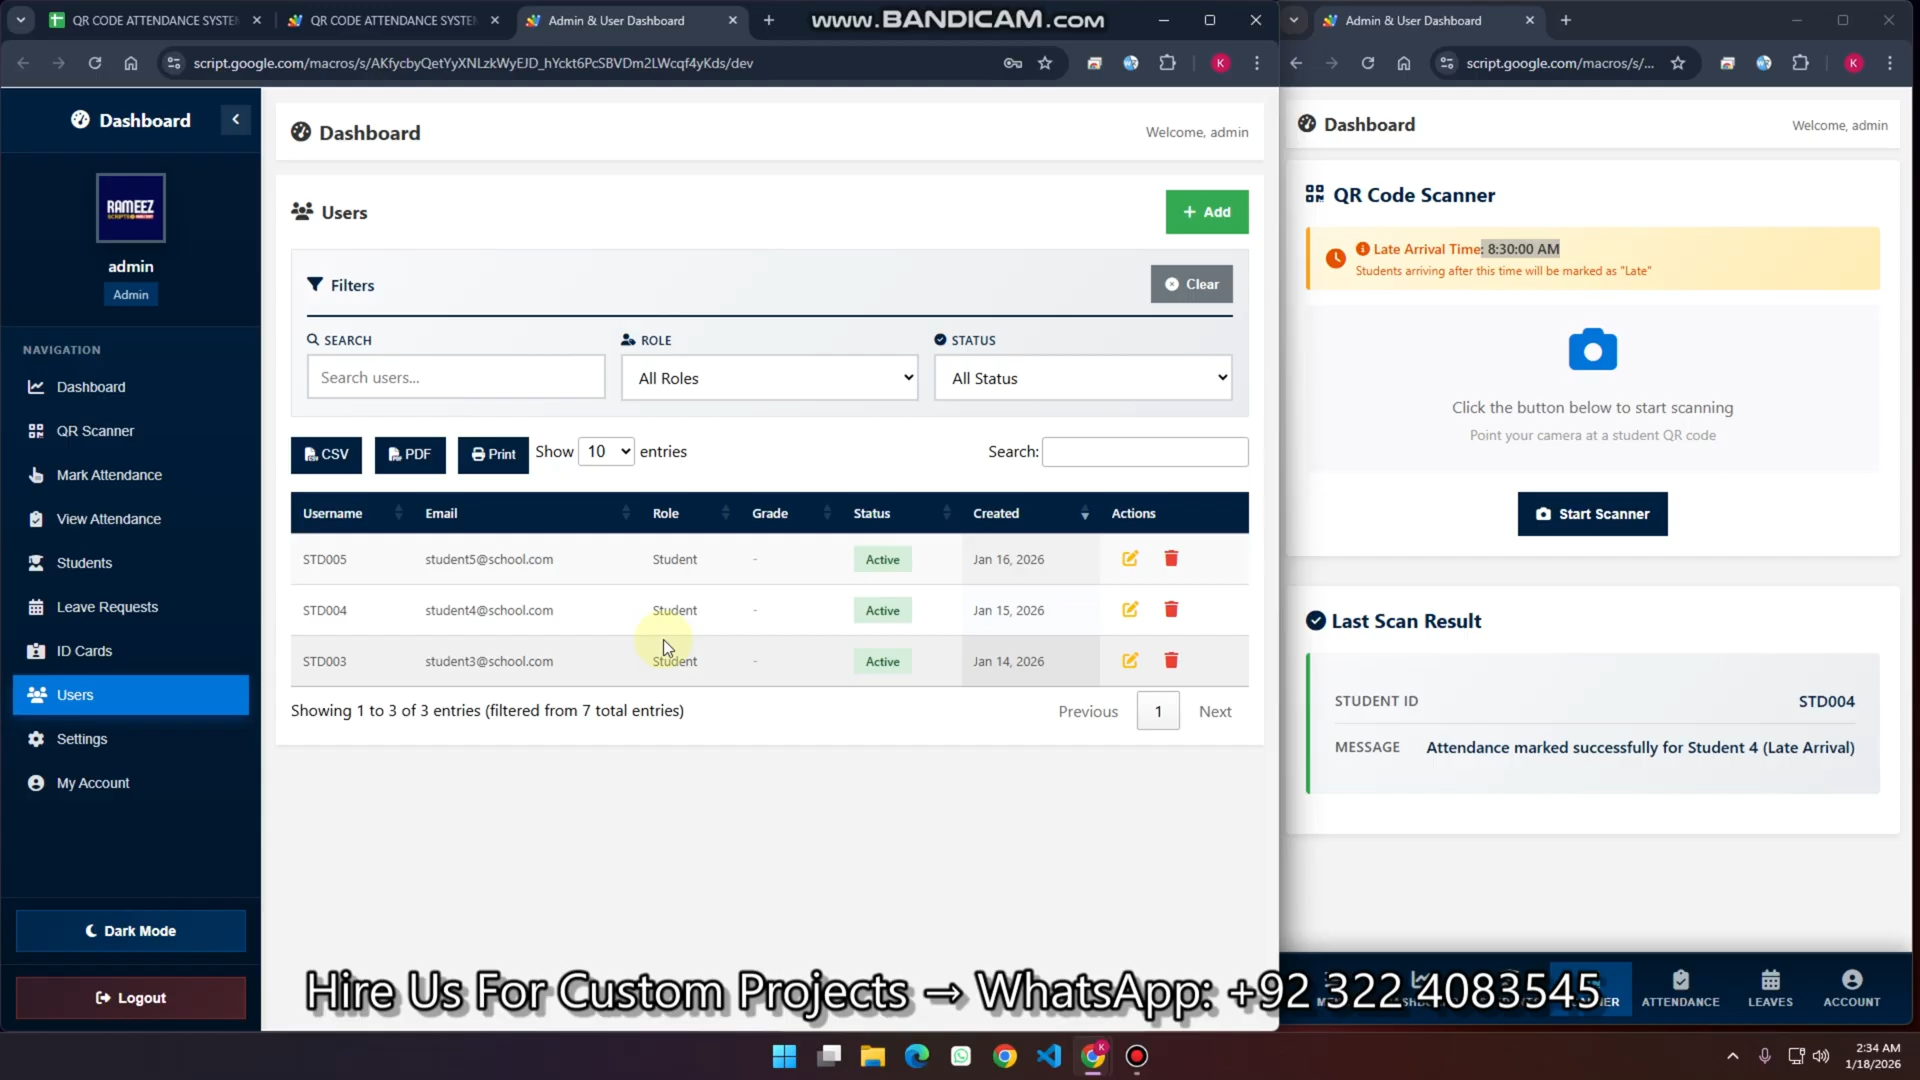 QR CODE ATTENDANCE SYSTEM
QR CODE ATTENDANCE SYSTEM
Admin & User Dashboard
www.BANDICAM.com
Admin & User Dashboard
script.google.com/macros/s/AKfycbyQetYyXNLzkWyEJD_hYckt6PcSBVDm2LWcqf4yKds/dev
K
script.google.com/macros/s/...
K
Dashboard
RAMEEZ
SCRIPTS
admin
Admin
NAVIGATION
Dashboard
QR Scanner
Mark Attendance
View Attendance
Students
Leave Requests
ID Cards
Users
Settings
My Account
Dark Mode
Logout
Dashboard
Welcome, admin
Users
+ Add
Filters
Clear
SEARCH
ROLE
STATUS
Search users...
All Roles
All Status
CSV
PDF
Print
Show 10 entries
Search:
Username Email Role Grade Status Created Actions
STD005 student5@school.com Student - Active Jan 16, 2026
STD004 student4@school.com Student - Active Jan 15, 2026
STD003 student3@school.com Student - Active Jan 14, 2026
Showing 1 to 3 of 3 entries (filtered from 7 total entries)
Previous 1 Next
Dashboard
Welcome, admin
QR Code Scanner
Late Arrival Time: 8:30:00 AM
Students arriving after this time will be marked as "Late"
Click the button below to start scanning
Point your camera at a student QR code
Start Scanner
Last Scan Result
STUDENT ID STD004
MESSAGE Attendance marked successfully for Student 4 (Late Arrival)
Hire Us For Custom Projects → WhatsApp: +92 322 4083545
ATTENDANCE
LEAVES
ACCOUNT
2:34 AM
1/18/2026